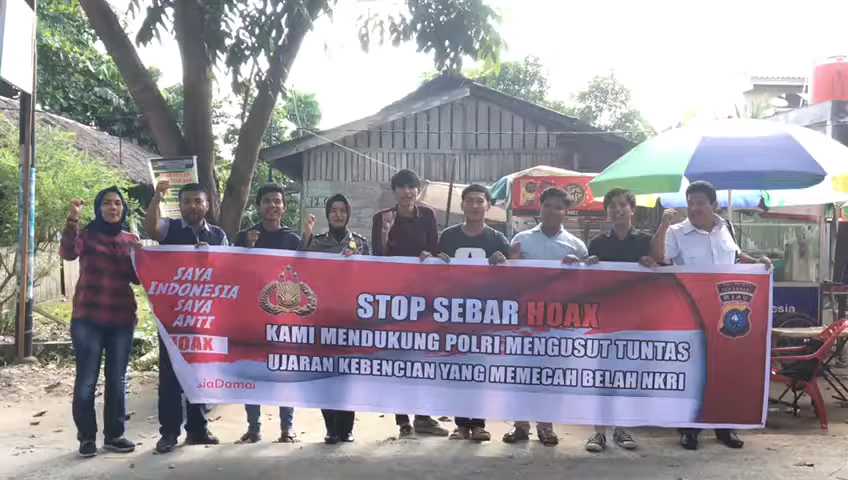 SAYA
INDONESIA
SAYA
ANTI
HOAX
STOP SEBAR HOAX
KAMI MENDUKUNG POLRI MENGUSUT TUNTAS
UJARAN KEBENCIAN YANG MEMECAH BELAH NKRI
siaDamai
RIAU